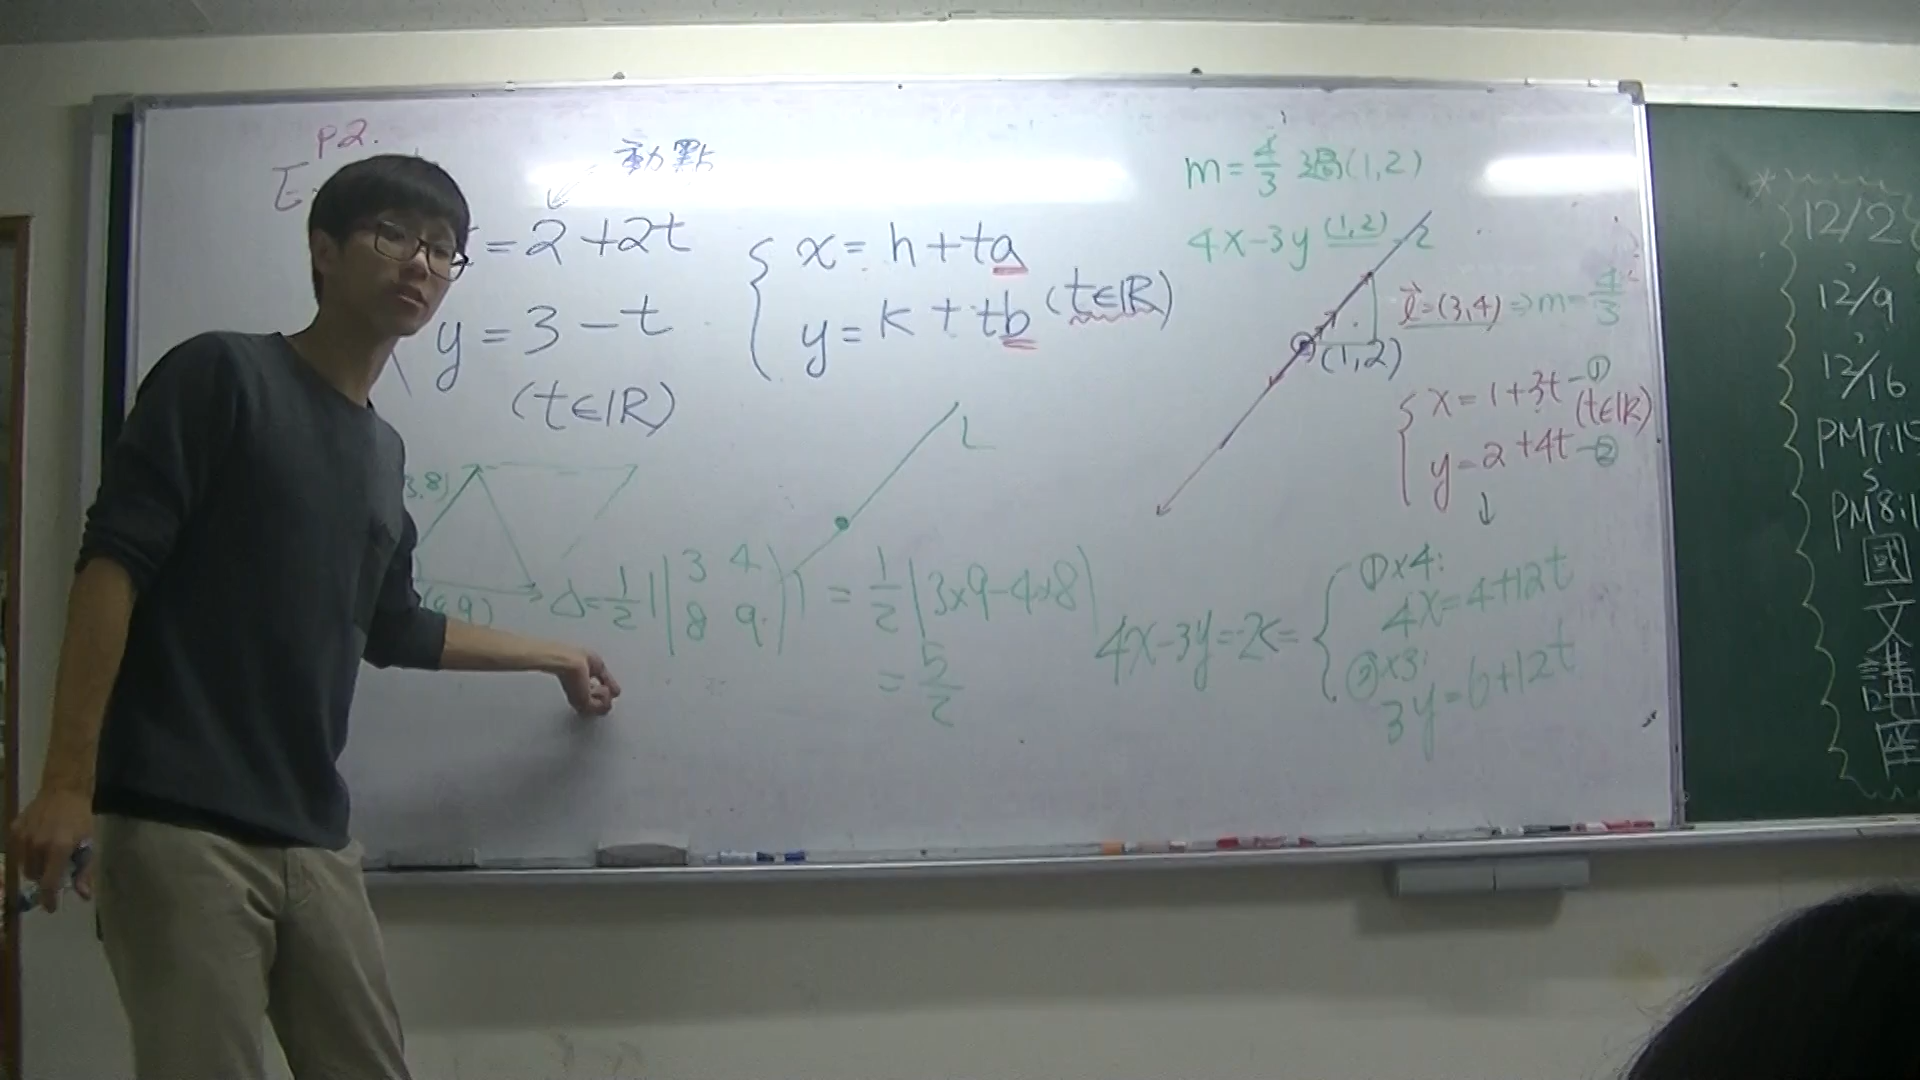 P2.
動點
= 2 + 2t
y = 3 - t
(t∈ℝ)
x = h + ta
y = k + tb (t∈ℝ)
m = 4/3 過(1,2)
4x-3y (1,2) -2
l⃗=(3,4) ⇒ m=4/3
(1,2)
x = 1+3t -①
(t∈ℝ)
y = 2+4t -②
↓
L
3,8)
9)
Δ=1/2||3 4
8 9|| = 1/2|3×9-4×8|
= 5/2
4x-3y=-2<=
①×4:
4x=4+12t
②×3:
3y=6+12t
12/2
12/9
12/16
PM7:1
PM8:1
國
文
講
座